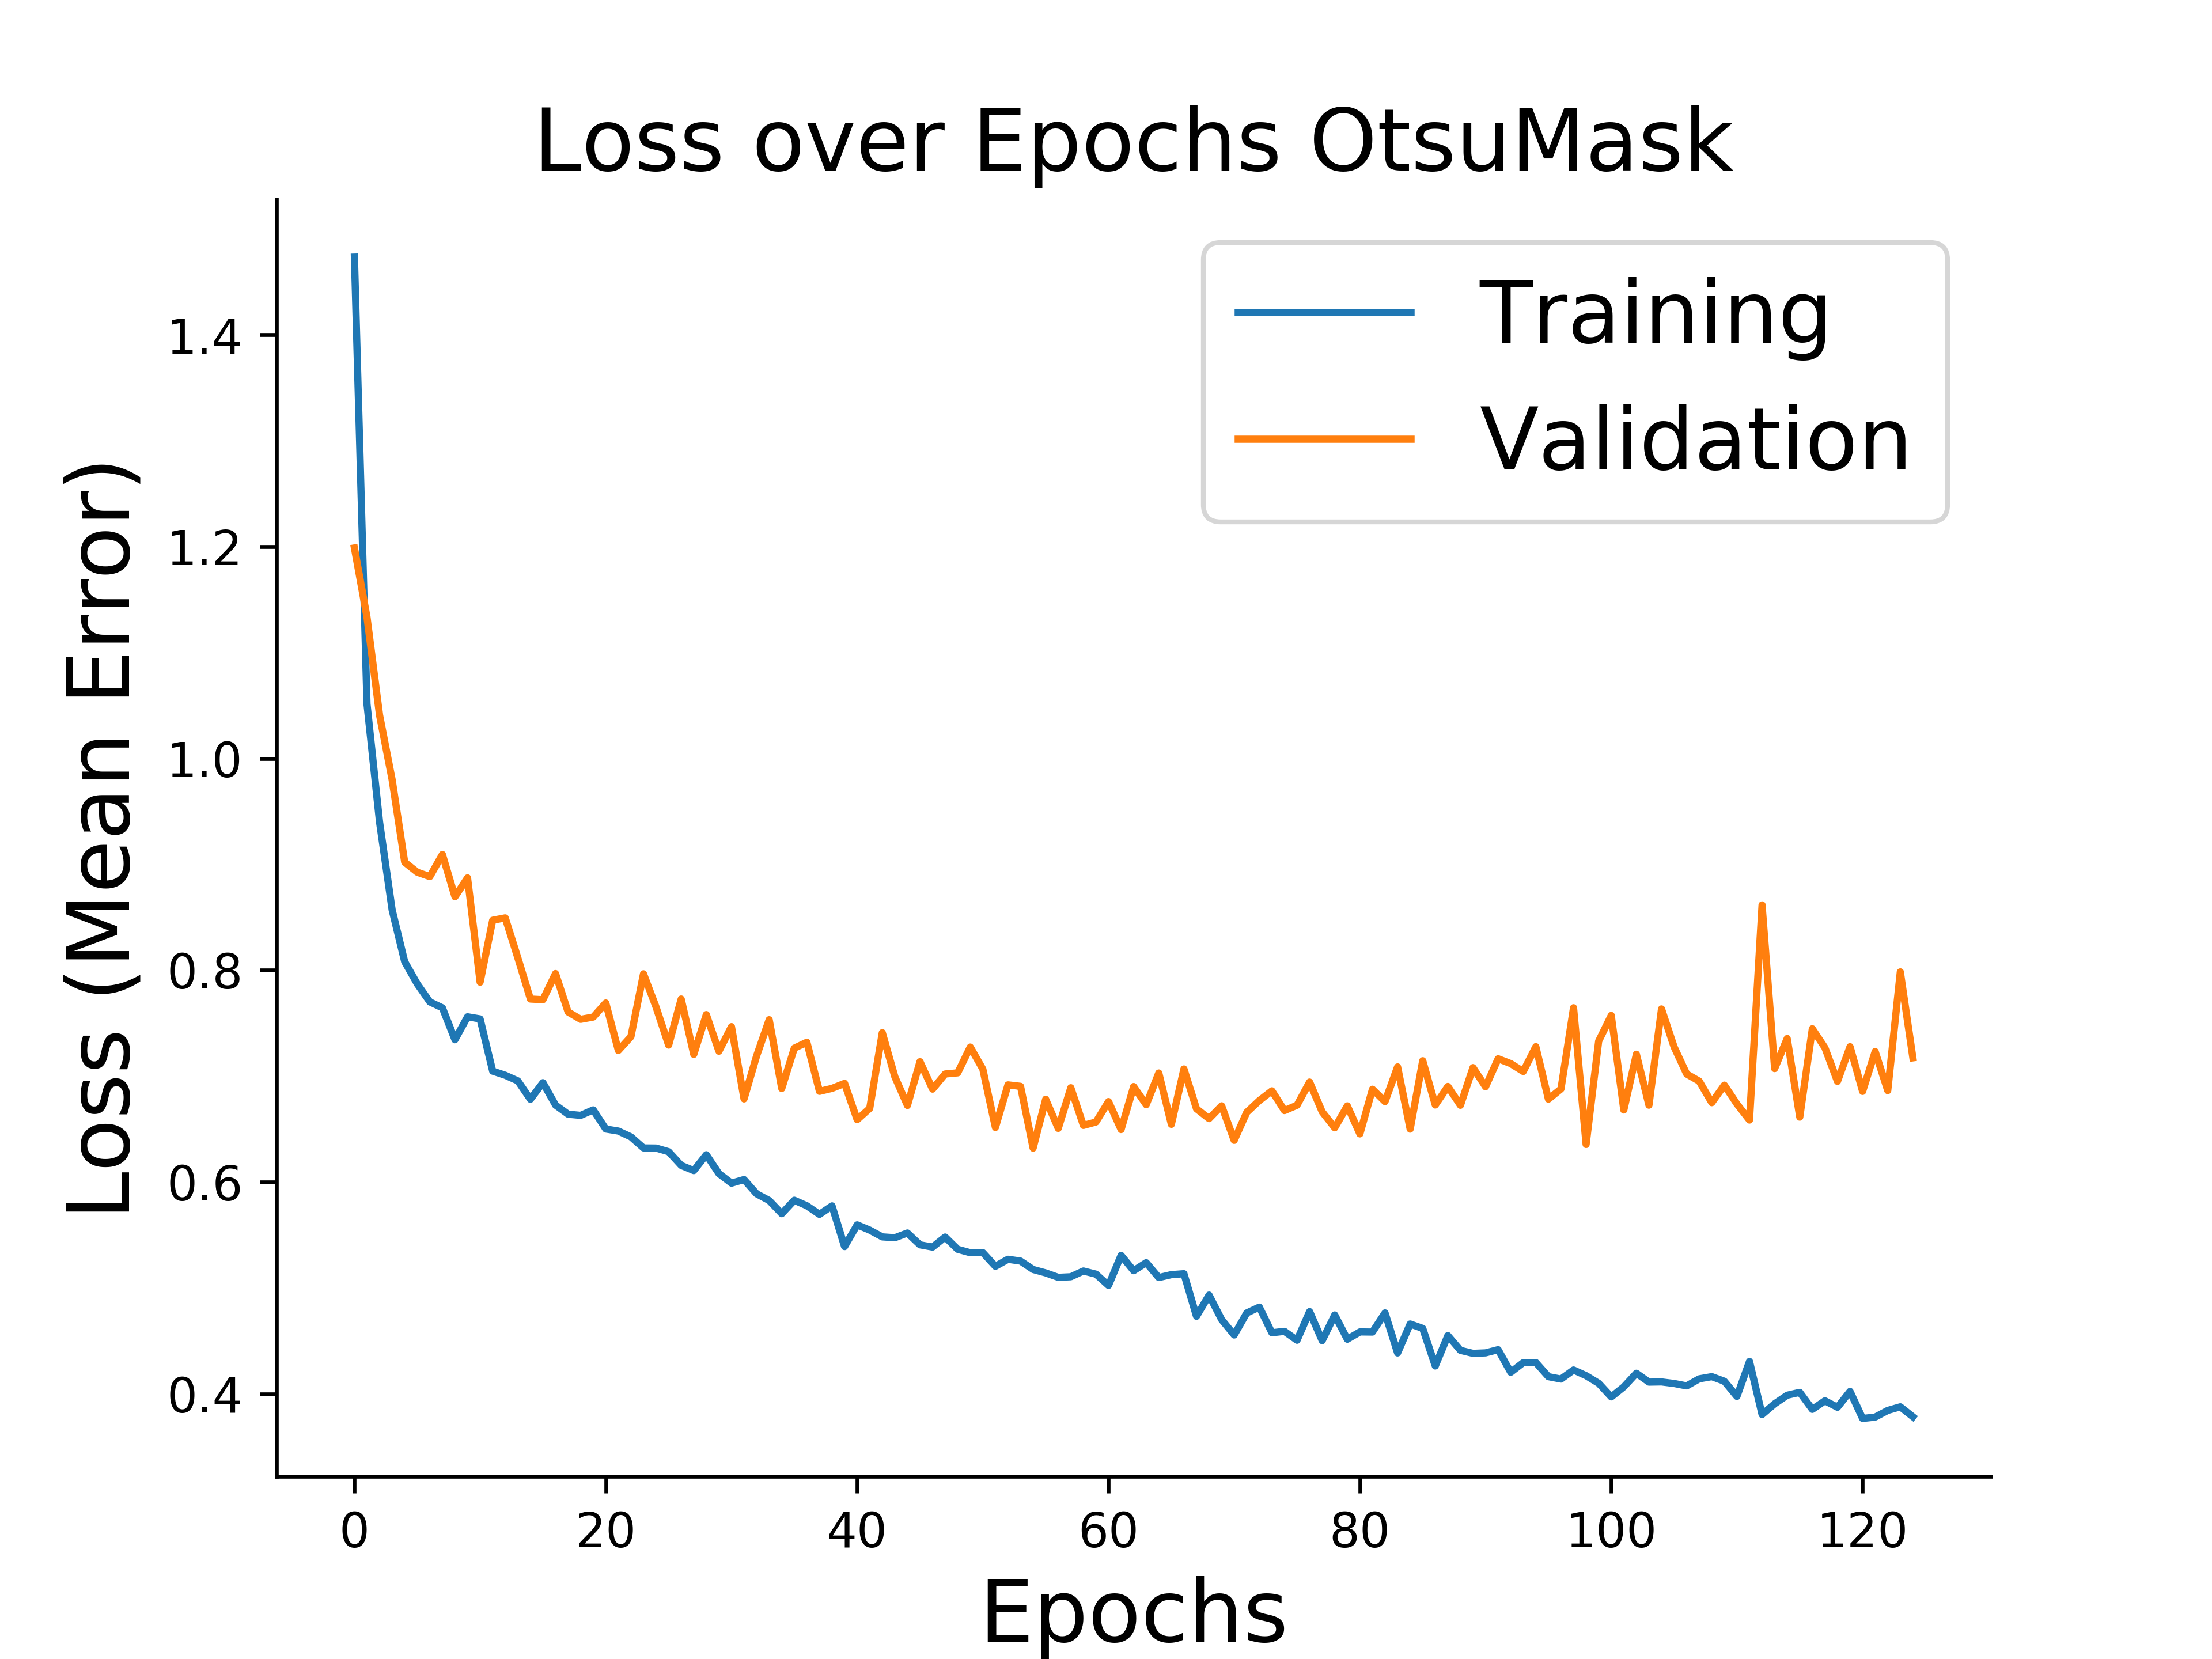 Loss over Epochs OtsuMask
Training
Validation
Loss (Mean Error)
1.4
1.2
1.0
0.8
0.6
0.4
0 20 40 60 80 100 120
Epochs